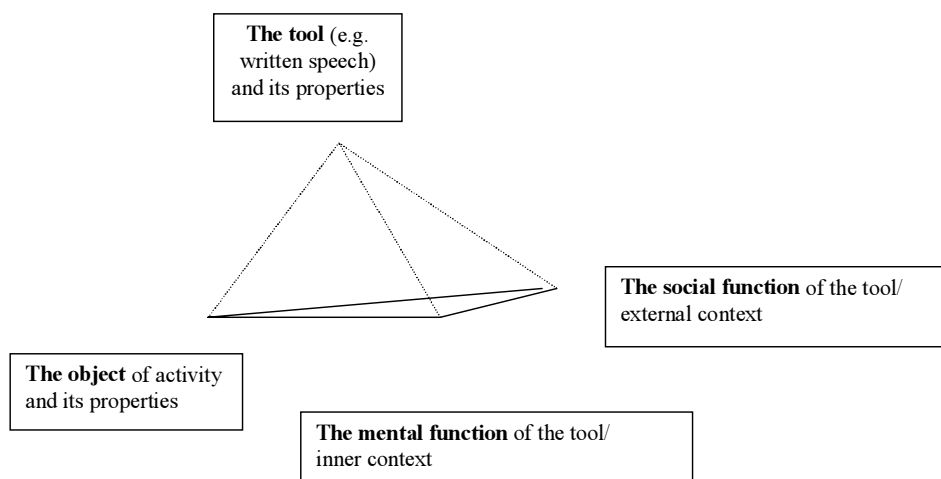 The tool (e.g.
written speech)
and its properties
The social function of the tool/
external context
The object of activity
and its properties
The mental function of the tool/
inner context